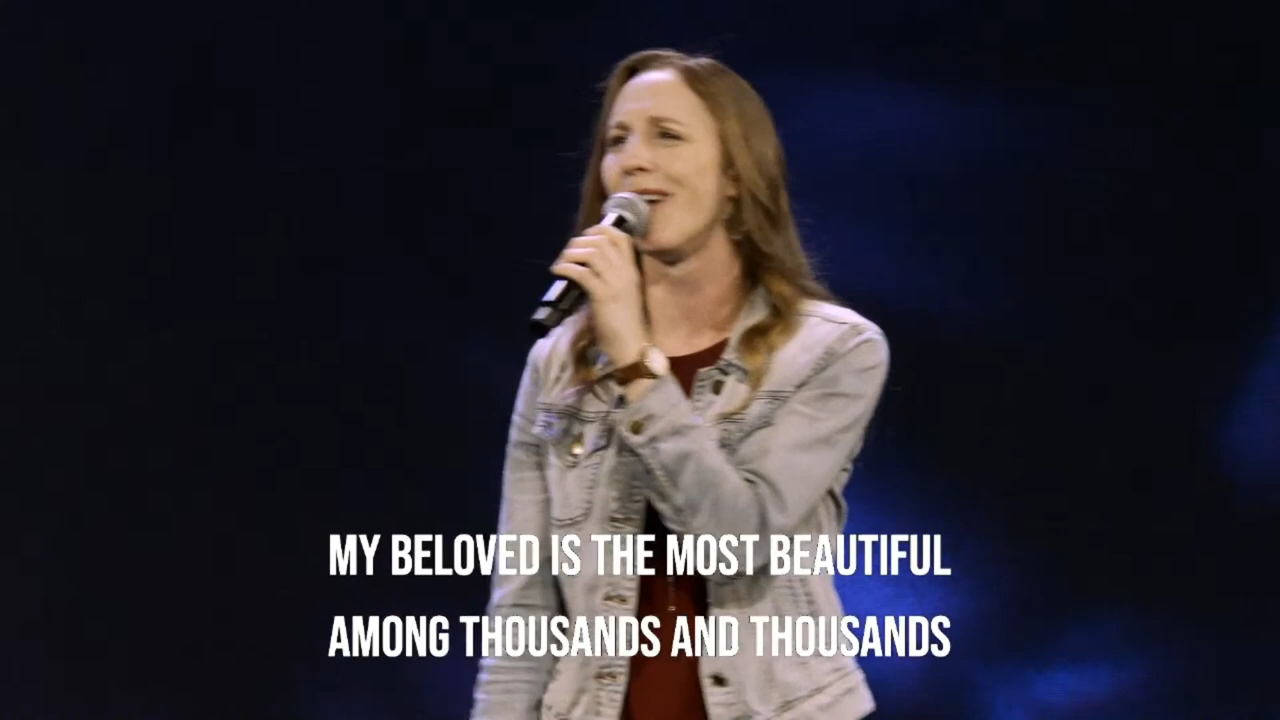 MY BELOVED IS THE MOST BEAUTIFUL
AMONG THOUSANDS AND THOUSANDS